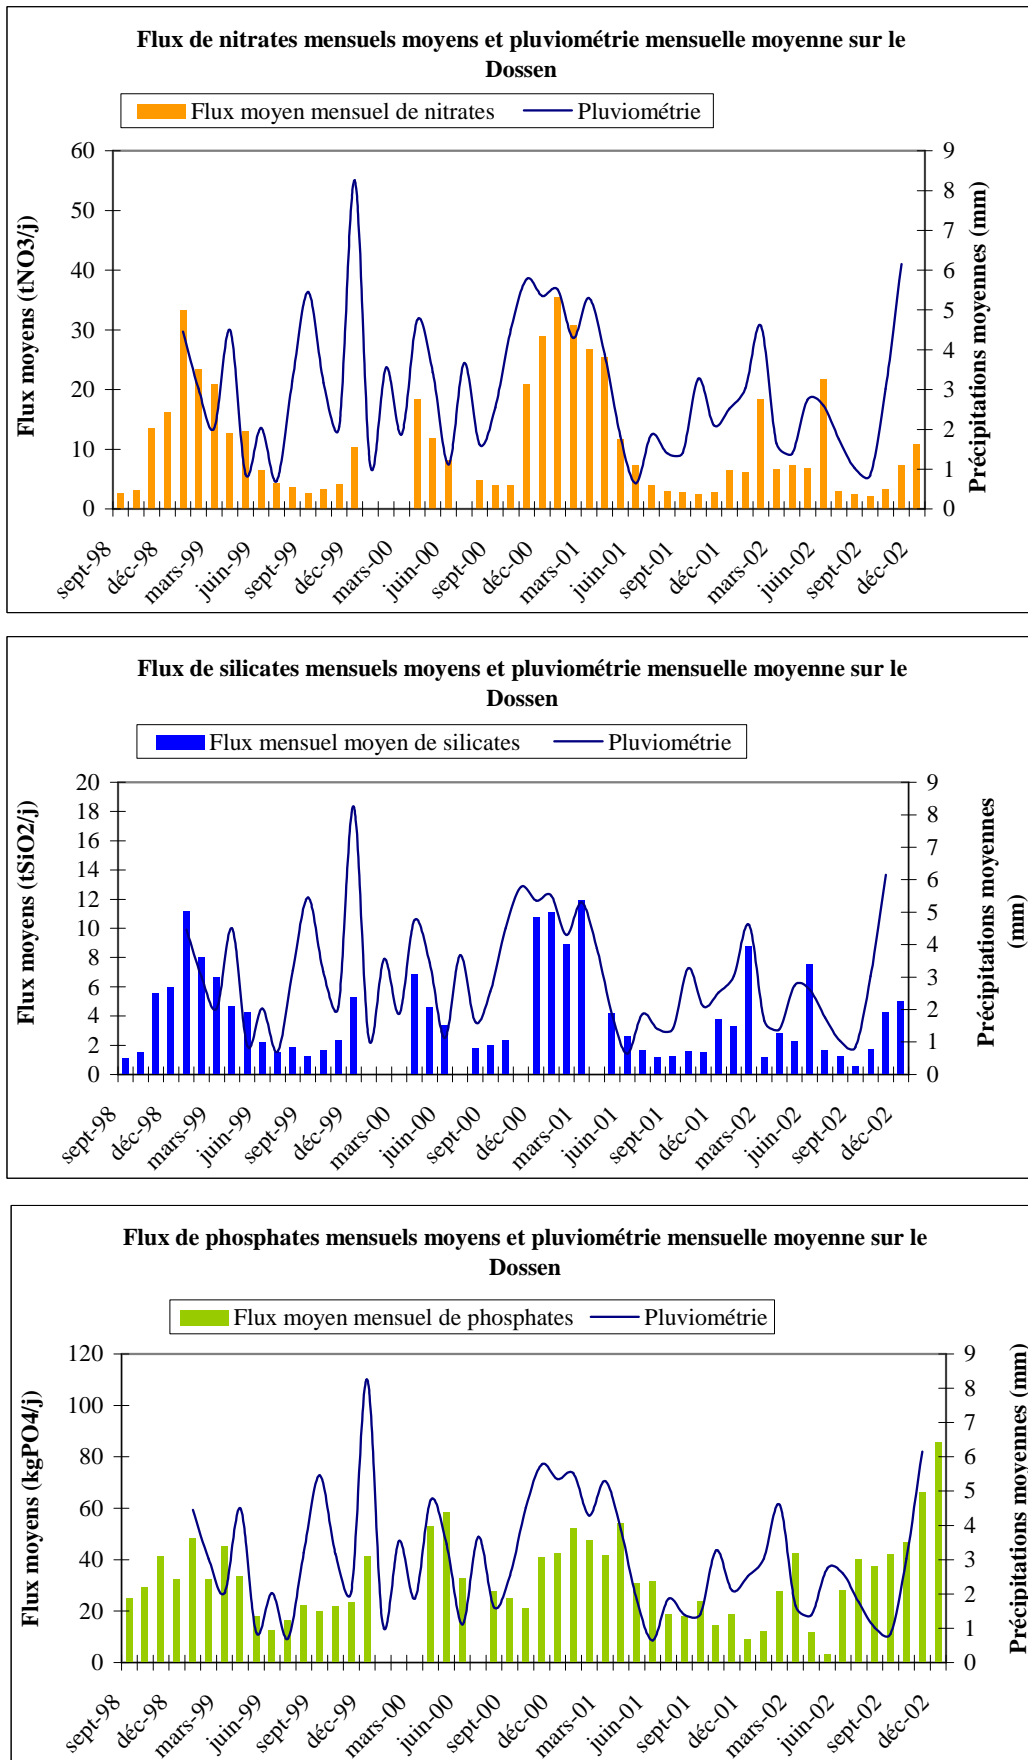 Flux de nitrates mensuels moyens et pluviométrie mensuelle moyenne sur le
Dossen
Flux moyen mensuel de nitrates Pluviométrie
Flux moyens (tNO3/j)
60
50
40
30
20
10
0
9
8
7
6
5
4
3
2
1
0
Précipitations moyennes (mm)
sept-98
déc-98
mars-99
juin-99
sept-99
déc-99
mars-00
juin-00
sept-00
déc-00
mars-01
juin-01
sept-01
déc-01
mars-02
juin-02
sept-02
déc-02
Flux de silicates mensuels moyens et pluviométrie mensuelle moyenne sur le
Dossen
Flux mensuel moyen de silicates Pluviométrie
Flux moyens (tSiO2/j)
20
18
16
14
12
10
8
6
4
2
0
9
8
7
6
5
4
3
2
1
0
Précipitations moyennes
(mm)
sept-98
déc-98
mars-99
juin-99
sept-99
déc-99
mars-00
juin-00
sept-00
déc-00
mars-01
juin-01
sept-01
déc-01
mars-02
juin-02
sept-02
déc-02
Flux de phosphates mensuels moyens et pluviométrie mensuelle moyenne sur le
Dossen
Flux moyen mensuel de phosphates Pluviométrie
Flux moyens (kgPO4/j)
120
100
80
60
40
20
0
9
8
7
6
5
4
3
2
1
0
Précipitations moyennes (mm)
sept-98
déc-98
mars-99
juin-99
sept-99
déc-99
mars-00
juin-00
sept-00
déc-00
mars-01
juin-01
sept-01
déc-01
mars-02
juin-02
sept-02
déc-02